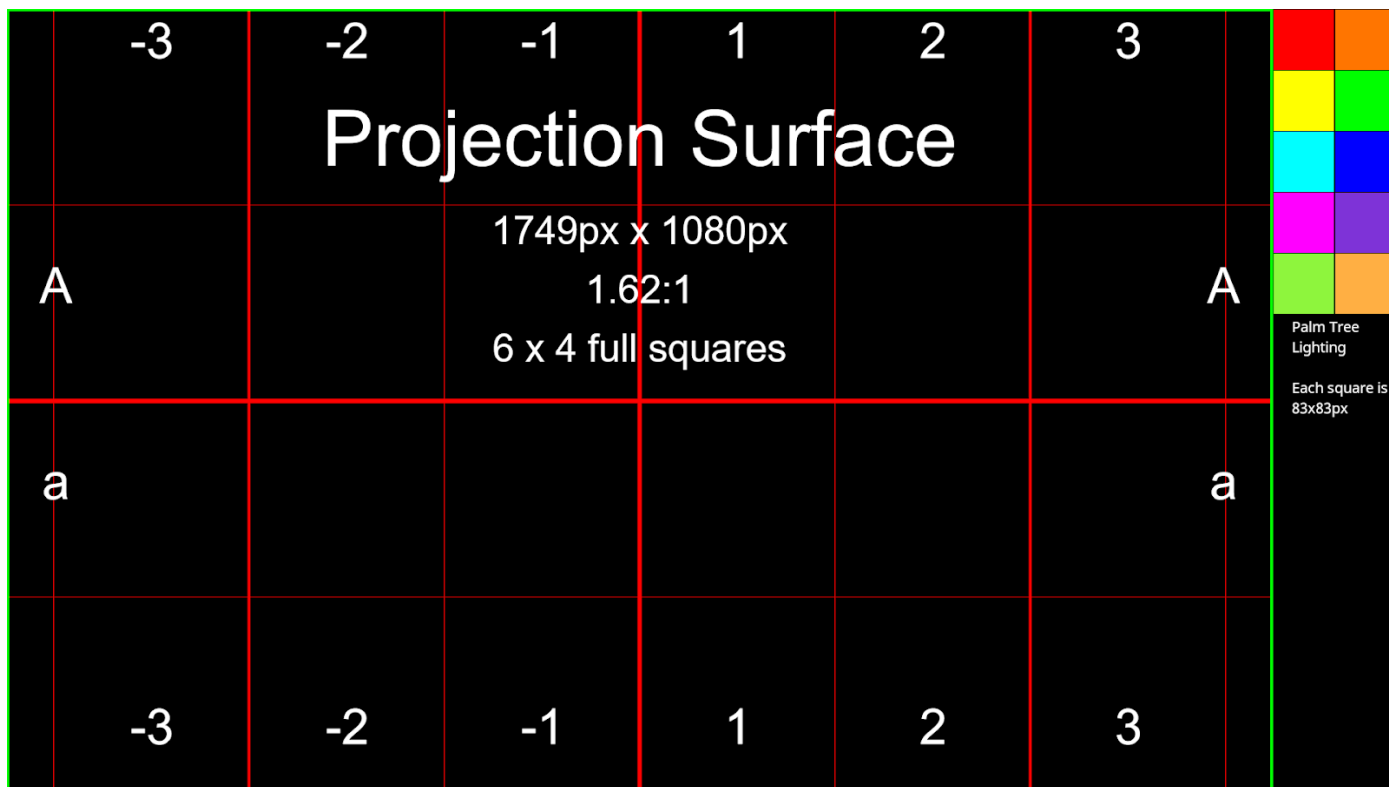 -3 -2 -1 1 2 3
Projection Surface
1749px x 1080px
A A
1.62:1
6 x 4 full squares
Palm Tree
Lighting
Each square is
83x83px
a a
-3 -2 -1 1 2 3